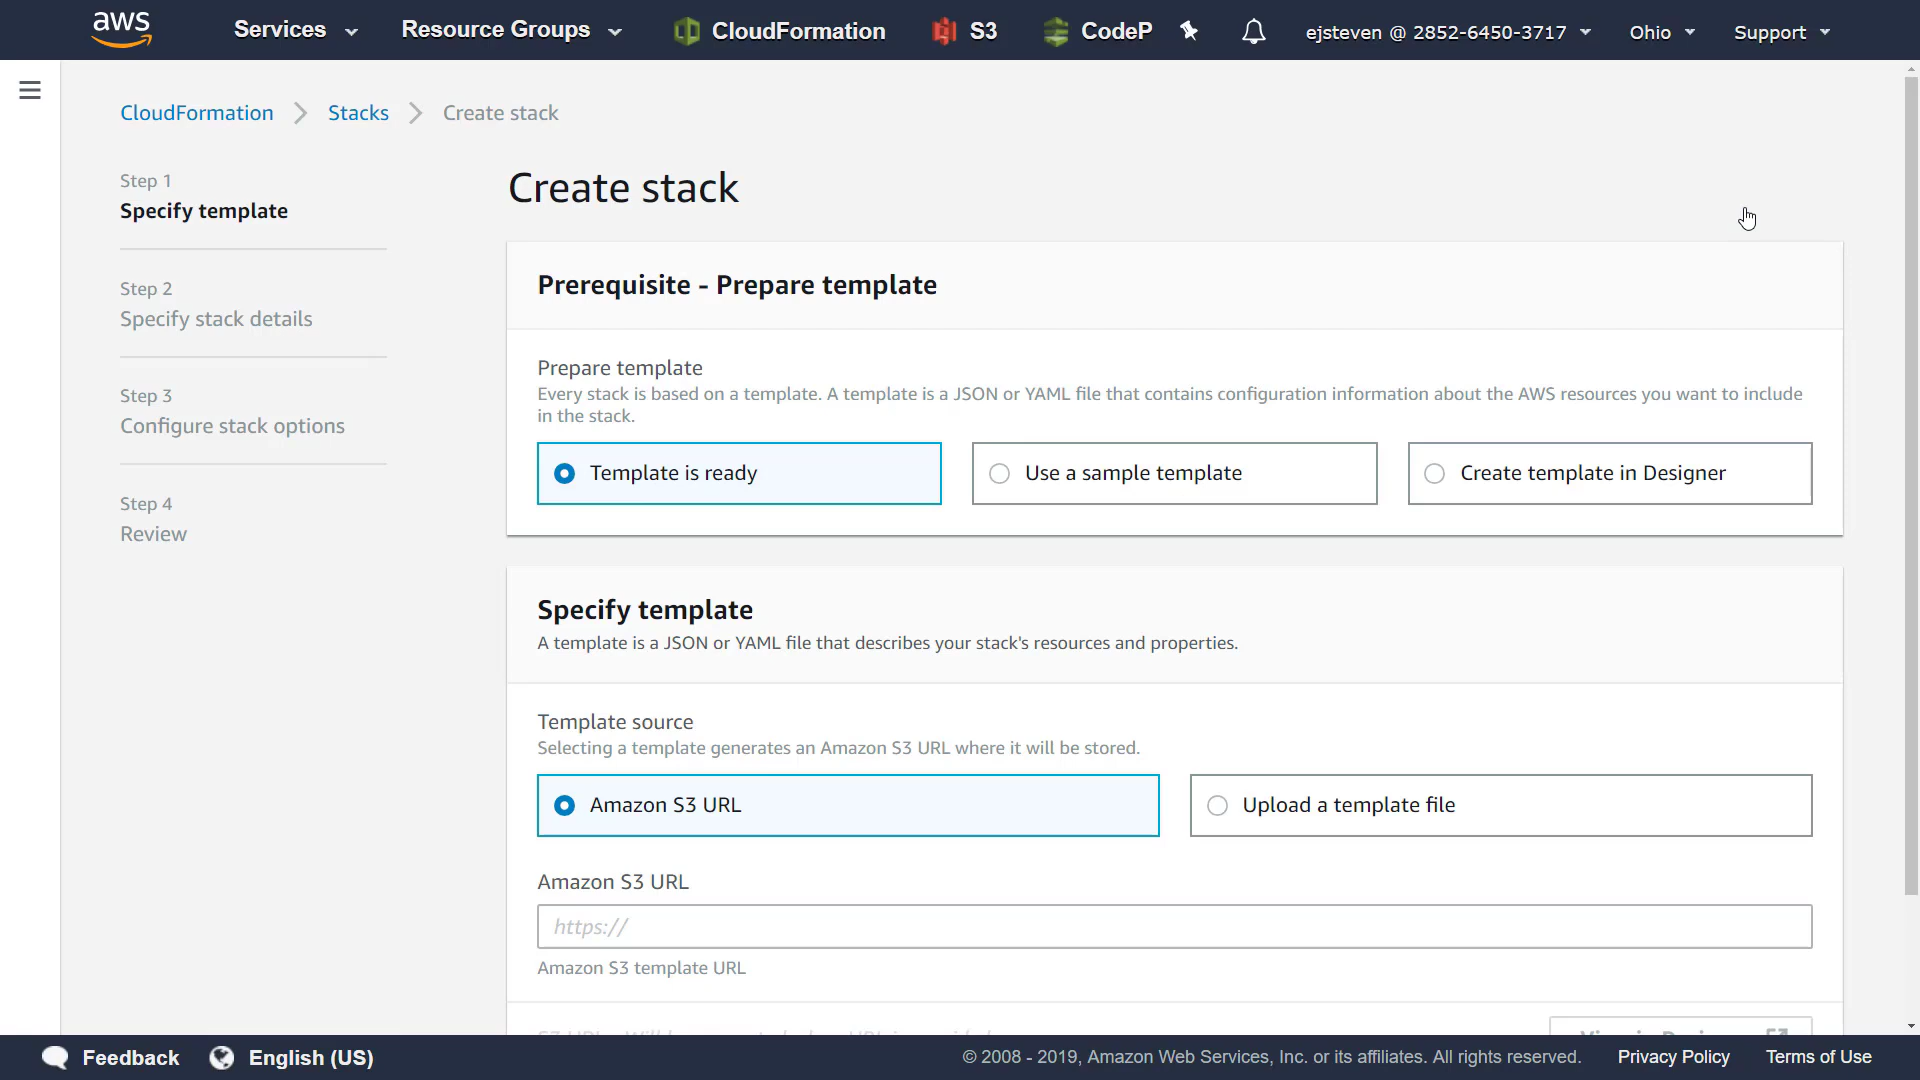 aws
Services
Resource Groups
CloudFormation
S3
CodeP
ejsteven @ 2852-6450-3717
Ohio
Support
CloudFormation
Stacks
Create stack
Step 1
Specify template
Step 2
Specify stack details
Step 3
Configure stack options
Step 4
Review
Create stack
Prerequisite - Prepare template
Prepare template
Every stack is based on a template. A template is a JSON or YAML file that contains configuration information about the AWS resources you want to include
in the stack.
Template is ready
Use a sample template
Create template in Designer
Specify template
A template is a JSON or YAML file that describes your stack's resources and properties.
Template source
Selecting a template generates an Amazon S3 URL where it will be stored.
Amazon S3 URL
Upload a template file
Amazon S3 URL
https://
Amazon S3 template URL
Feedback
English (US)
© 2008 - 2019, Amazon Web Services, Inc. or its affiliates. All rights reserved.
Privacy Policy
Terms of Use